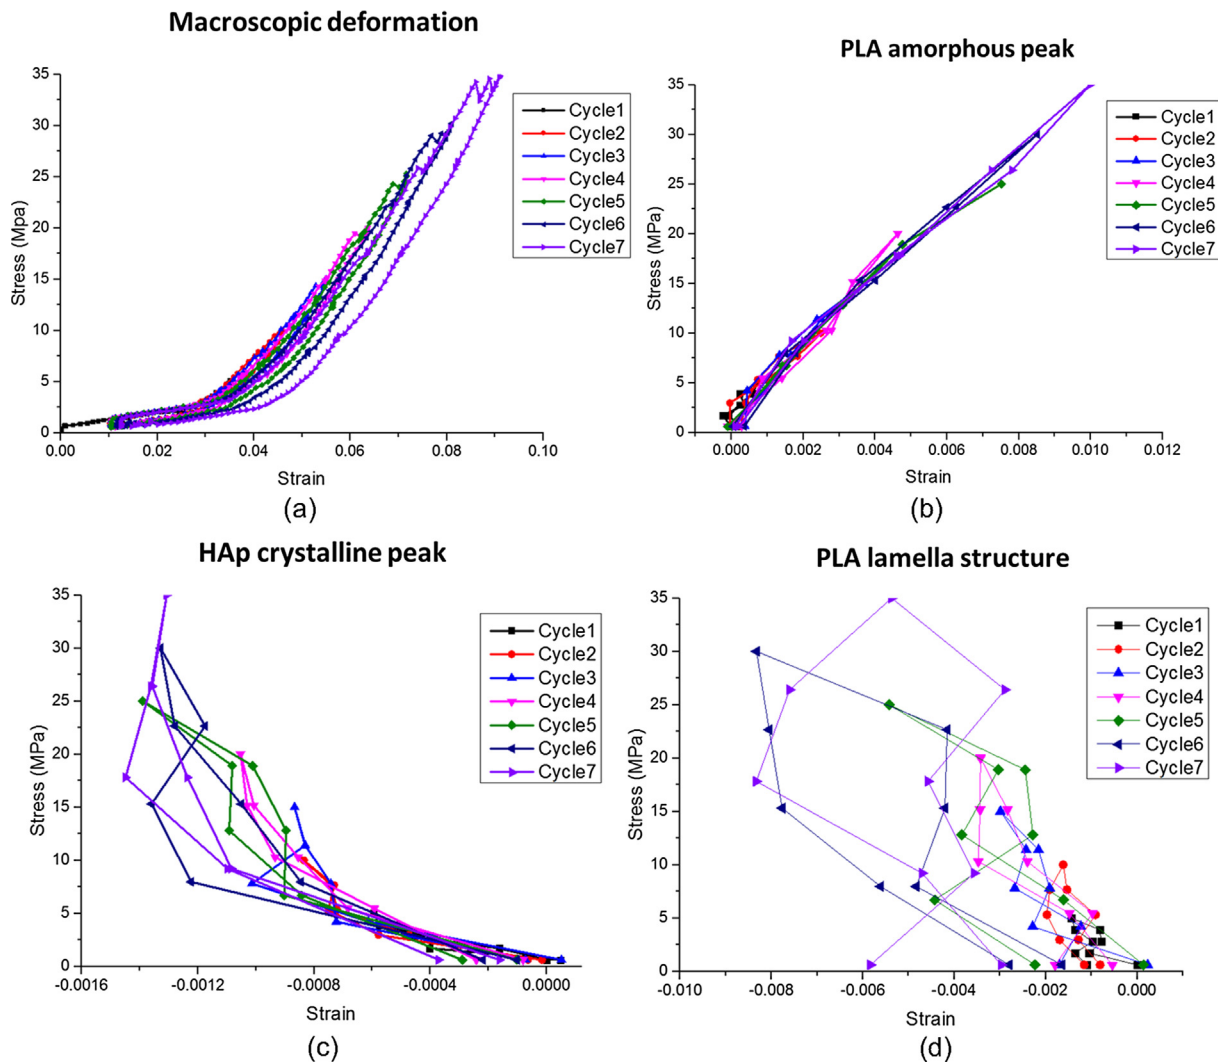 Macroscopic deformation
35
30
25
20
15
10
5
0
Stress (Mpa)
0.00 0.02 0.04 0.06 0.08 0.10
Strain
Cycle1
Cycle2
Cycle3
Cycle4
Cycle5
Cycle6
Cycle7
(a)
PLA amorphous peak
35
30
25
20
15
10
5
0
Stress (MPa)
0.000 0.002 0.004 0.006 0.008 0.010 0.012
Strain
Cycle1
Cycle2
Cycle3
Cycle4
Cycle5
Cycle6
Cycle7
(b)
HAp crystalline peak
35
30
25
20
15
10
5
0
Stress (MPa)
-0.0016 -0.0012 -0.0008 -0.0004 0.0000
Strain
Cycle1
Cycle2
Cycle3
Cycle4
Cycle5
Cycle6
Cycle7
(c)
PLA lamella structure
35
30
25
20
15
10
5
0
Stress (MPa)
-0.010 -0.008 -0.006 -0.004 -0.002 0.000
Strain
Cycle1
Cycle2
Cycle3
Cycle4
Cycle5
Cycle6
Cycle7
(d)